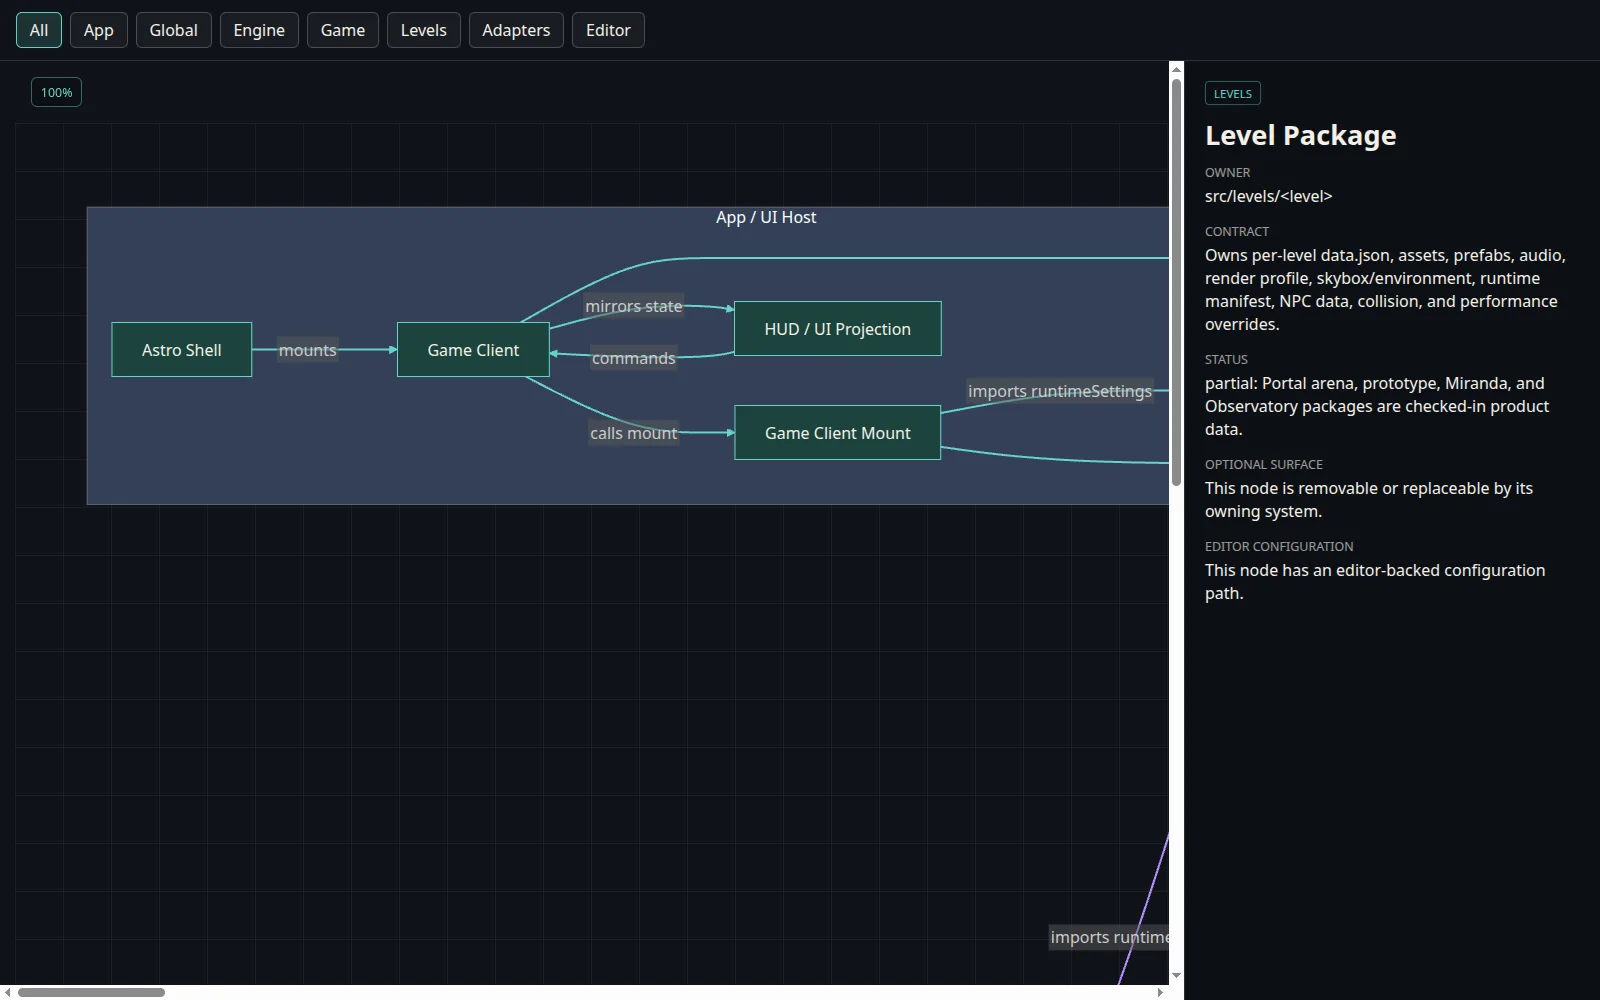 All
App
Global
Engine
Game
Levels
Adapters
Editor
100%
App / UI Host
mirrors state
HUD / UI Projection
Astro Shell
mounts
Game Client
commands
imports runtimeSettings
calls mount
Game Client Mount
imports runtime
LEVELS
Level Package
OWNER
src/levels/<level>
CONTRACT
Owns per-level data.json, assets, prefabs, audio,
render profile, skybox/environment, runtime
manifest, NPC data, collision, and performance
overrides.
STATUS
partial: Portal arena, prototype, Miranda, and
Observatory packages are checked-in product
data.
OPTIONAL SURFACE
This node is removable or replaceable by its
owning system.
EDITOR CONFIGURATION
This node has an editor-backed configuration
path.